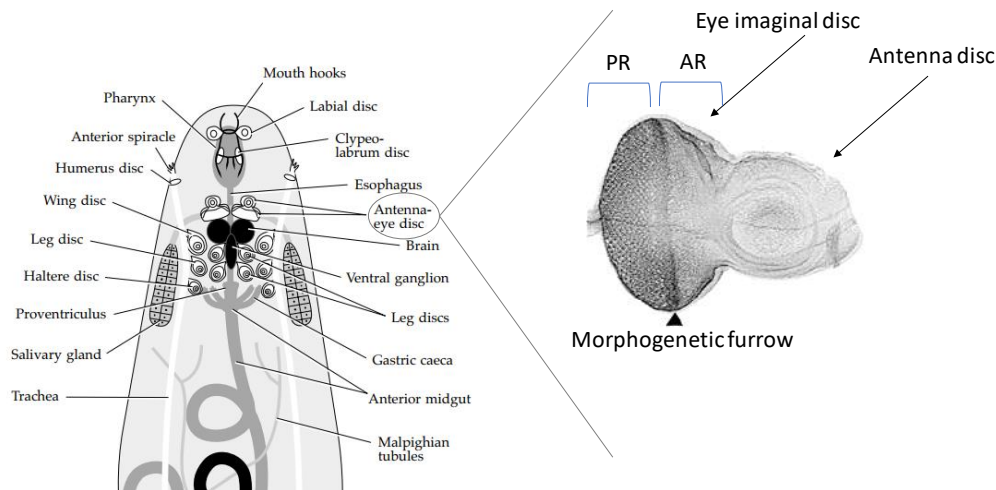 Eye imaginal disc
PR
AR
Antenna disc
Morphogenetic furrow
Mouth hooks
Pharynx
Labial disc
Anterior spiracle
Clypeo-
labrum disc
Humerus disc
Esophagus
Wing disc
Antenna-
eye disc
Leg disc
Brain
Haltere disc
Ventral ganglion
Proventriculus
Leg discs
Salivary gland
Gastric caeca
Trachea
Anterior midgut
Malpighian
tubules